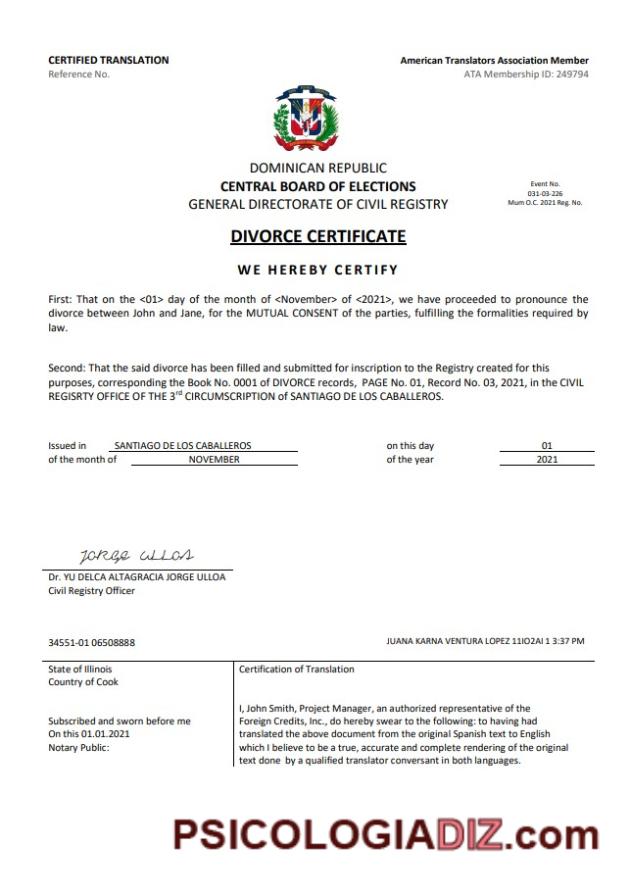 CERTIFIED TRANSLATION
Reference No.
American Translators Association Member
ATA Membership ID: 249794
DOMINICAN REPUBLIC
CENTRAL BOARD OF ELECTIONS
GENERAL DIRECTORATE OF CIVIL REGISTRY
Event No.
031-03-226
Mum O.C. 2021 Reg. No.
DIVORCE CERTIFICATE
WE HEREBY CERTIFY
First: That on the <01> day of the month of <November> of <2021>, we have proceeded to pronounce the
divorce between John and Jane, for the MUTUAL CONSENT of the parties, fulfilling the formalities required by
law.
Second: That the said divorce has been filled and submitted for inscription to the Registry created for this
purposes, corresponding the Book No. 0001 of DIVORCE records, PAGE No. 01, Record No. 03, 2021, in the CIVIL
REGISRTY OFFICE OF THE 3rd CIRCUMSCRIPTION of SANTIAGO DE LOS CABALLEROS.
Issued in SANTIAGO DE LOS CABALLEROS on this day 01
of the month of NOVEMBER of the year 2021
JORGE ULLOA
Dr. YU DELCA ALTAGRACIA JORGE ULLOA
Civil Registry Officer
34551-01 06508888
JUANA KARNA VENTURA LOPEZ 11IO2AI 1 3:37 PM
State of Illinois
Country of Cook
Subscribed and sworn before me
On this 01.01.2021
Notary Public:
Certification of Translation
I, John Smith, Project Manager, an authorized representative of the
Foreign Credits, Inc., do hereby swear to the following: to having had
translated the above document from the original Spanish text to English
which I believe to be a true, accurate and complete rendering of the original
text done by a qualified translator conversant in both languages.
PSICOLOGIADIZ.com